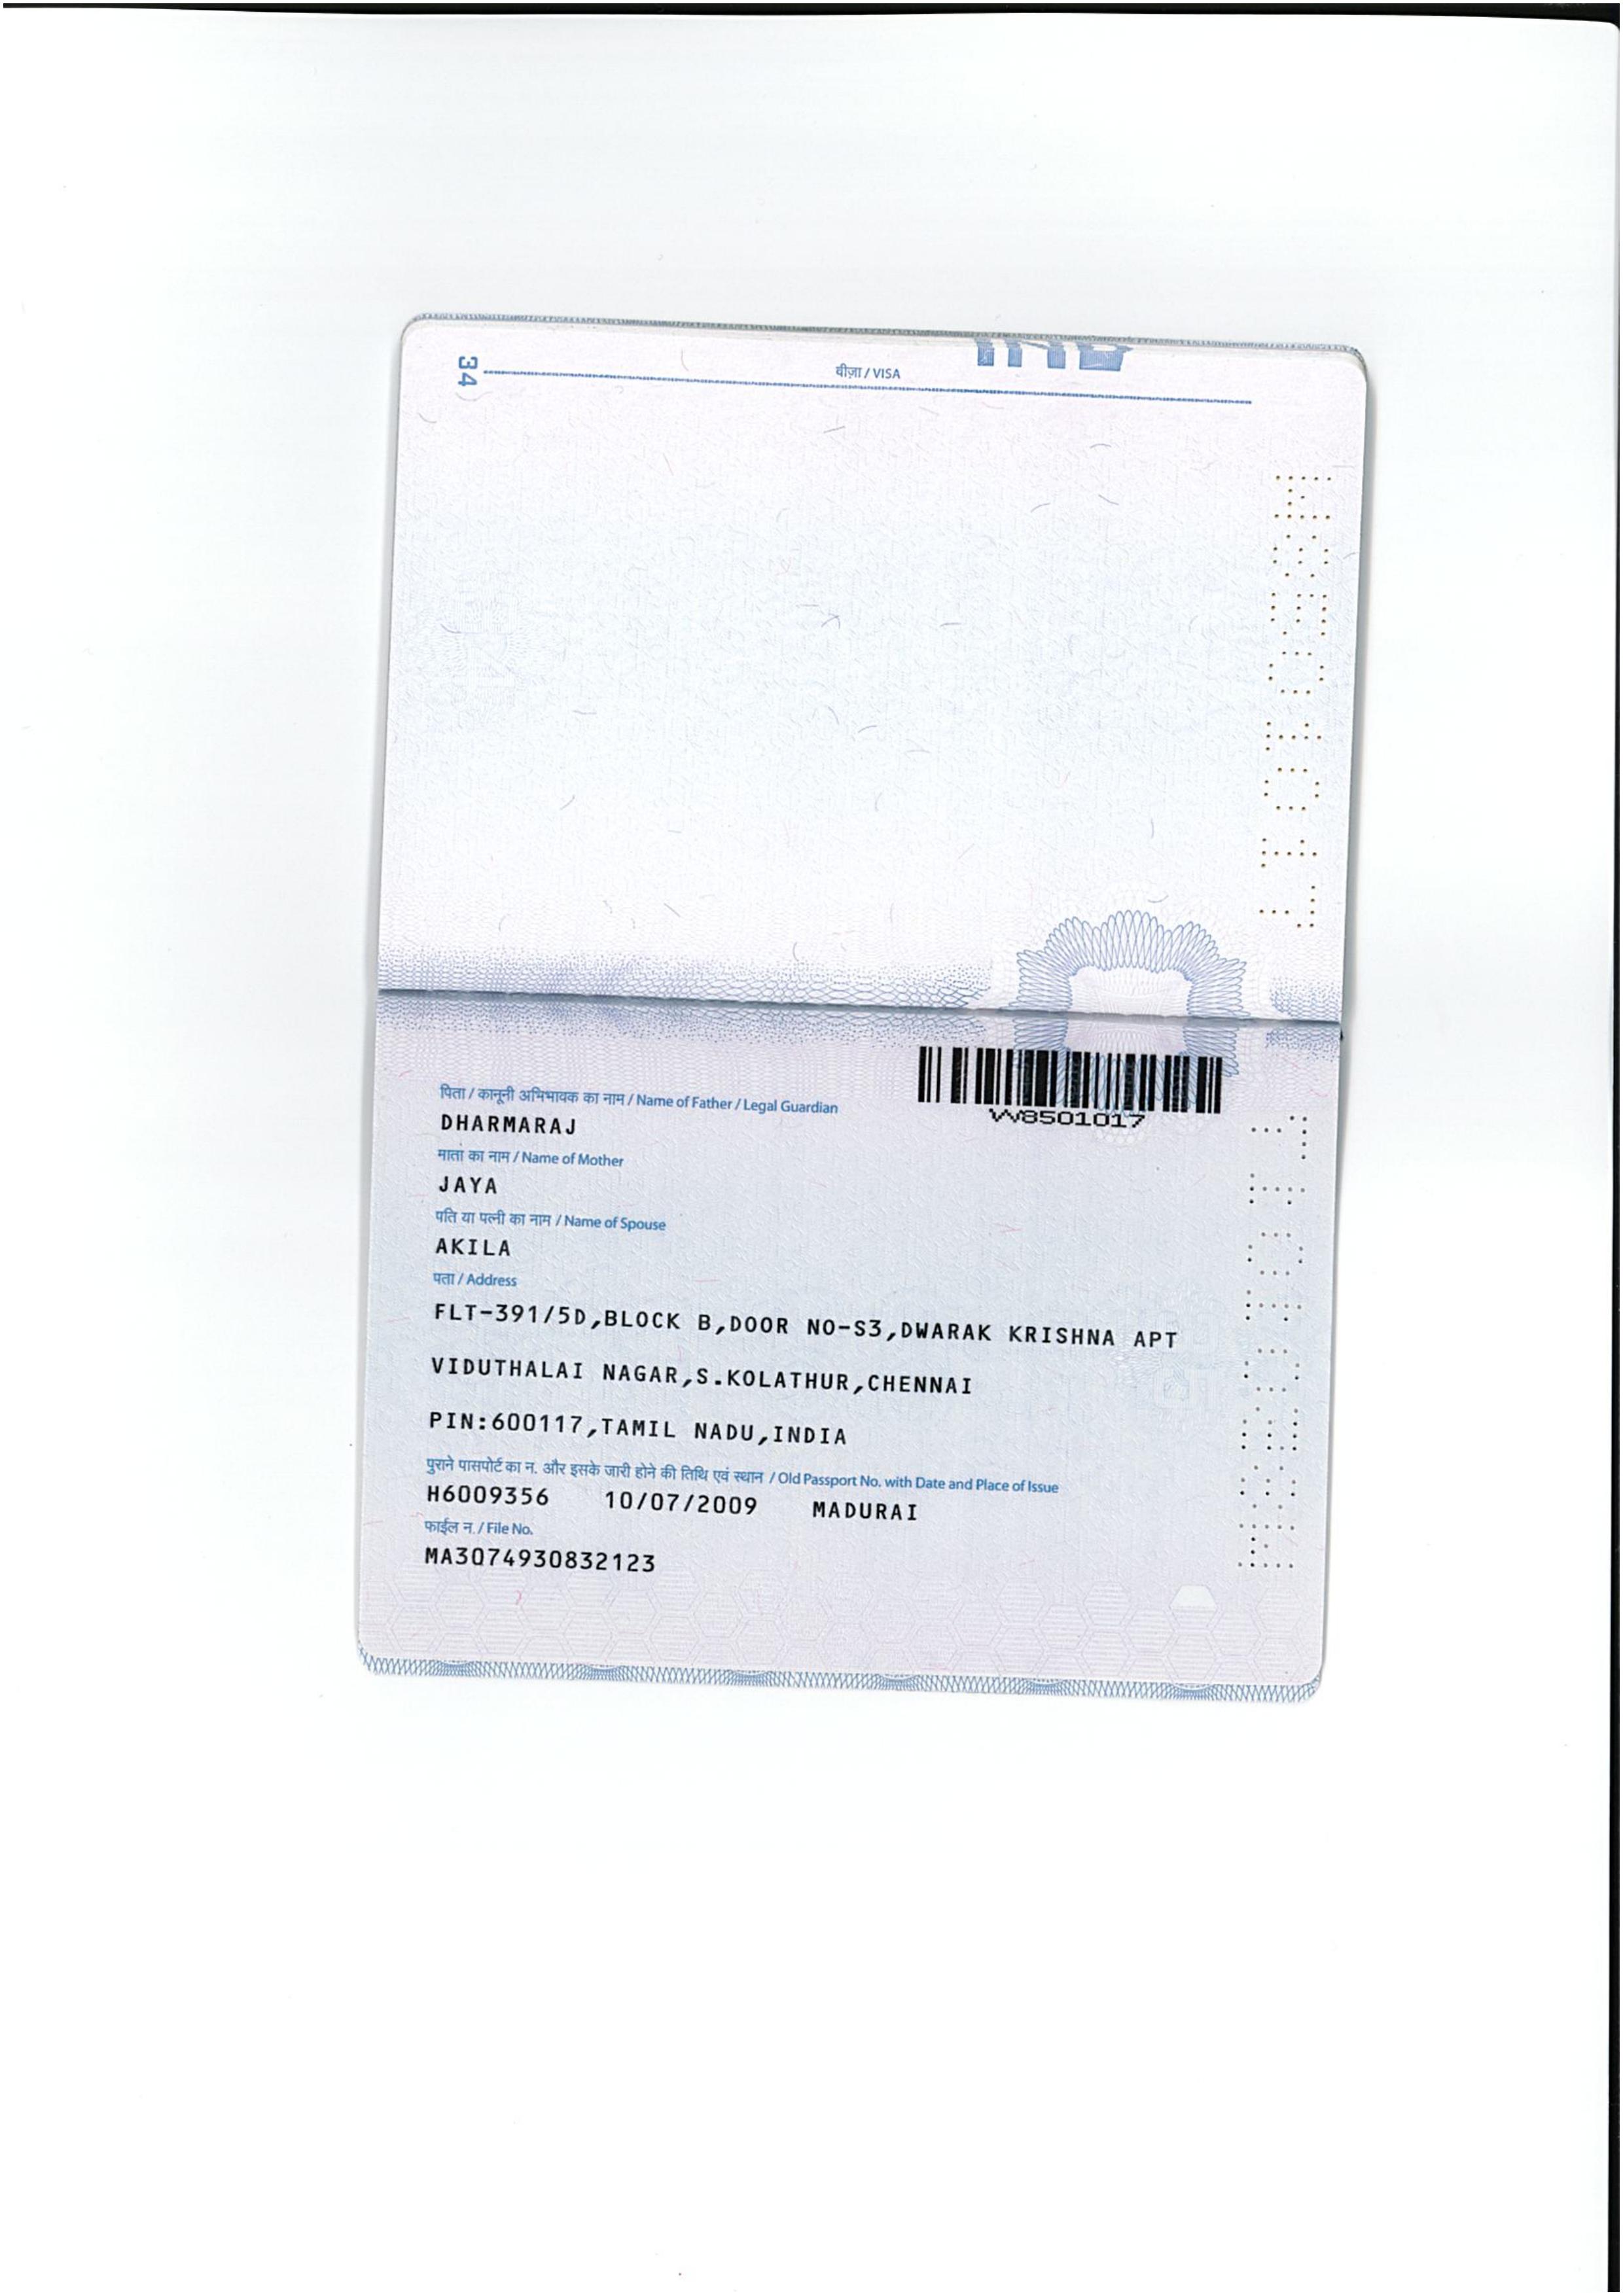 34
वीज़ा / VISA
IND
W8501017
पिता / कानूनी अभिभावक का नाम / Name of Father / Legal Guardian
DHARMARAJ
माता का नाम / Name of Mother
JAYA
पति या पत्नी का नाम / Name of Spouse
AKILA
पता / Address
FLT-391/5D,BLOCK B,DOOR NO-S3,DWARAK KRISHNA APT
VIDUTHALAI NAGAR,S.KOLATHUR,CHENNAI
PIN:600117,TAMIL NADU,INDIA
पुराने पासपोर्ट का न. और इसके जारी होने की तिथि एवं स्थान / Old Passport No. with Date and Place of Issue
H6009356 10/07/2009 MADURAI
फाईल न. / File No.
MA3074930832123